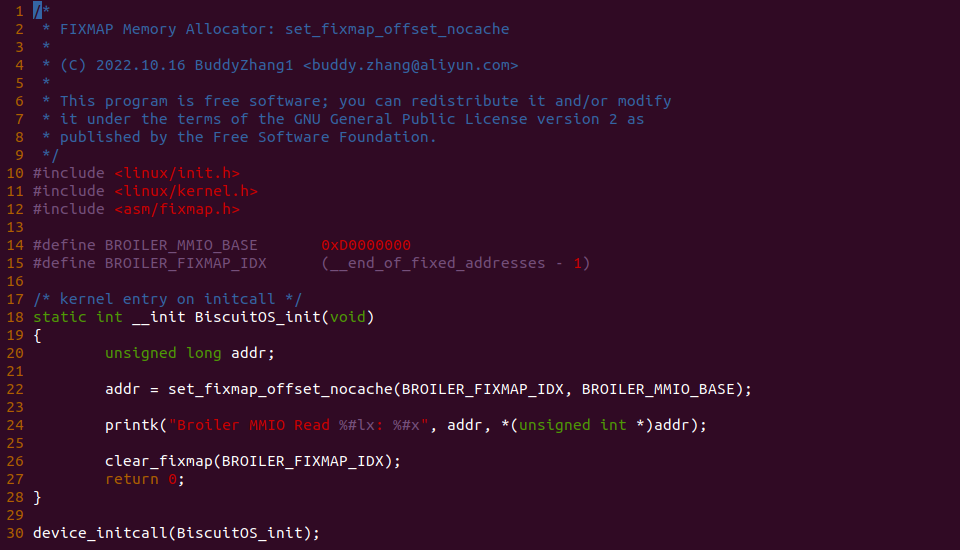 1 /*
2  * FIXMAP Memory Allocator: set_fixmap_offset_nocache
3  *
4  * (C) 2022.10.16 BuddyZhang1 <buddy.zhang@aliyun.com>
5  *
6  * This program is free software; you can redistribute it and/or modify
7  * it under the terms of the GNU General Public License version 2 as
8  * published by the Free Software Foundation.
9  */
10 #include <linux/init.h>
11 #include <linux/kernel.h>
12 #include <asm/fixmap.h>
13
14 #define BROILER_MMIO_BASE       0xD0000000
15 #define BROILER_FIXMAP_IDX      (__end_of_fixed_addresses - 1)
16
17 /* kernel entry on initcall */
18 static int __init BiscuitOS_init(void)
19 {
20         unsigned long addr;
21
22         addr = set_fixmap_offset_nocache(BROILER_FIXMAP_IDX, BROILER_MMIO_BASE);
23
24         printk("Broiler MMIO Read %#lx: %#x", addr, *(unsigned int *)addr);
25
26         clear_fixmap(BROILER_FIXMAP_IDX);
27         return 0;
28 }
29
30 device_initcall(BiscuitOS_init);